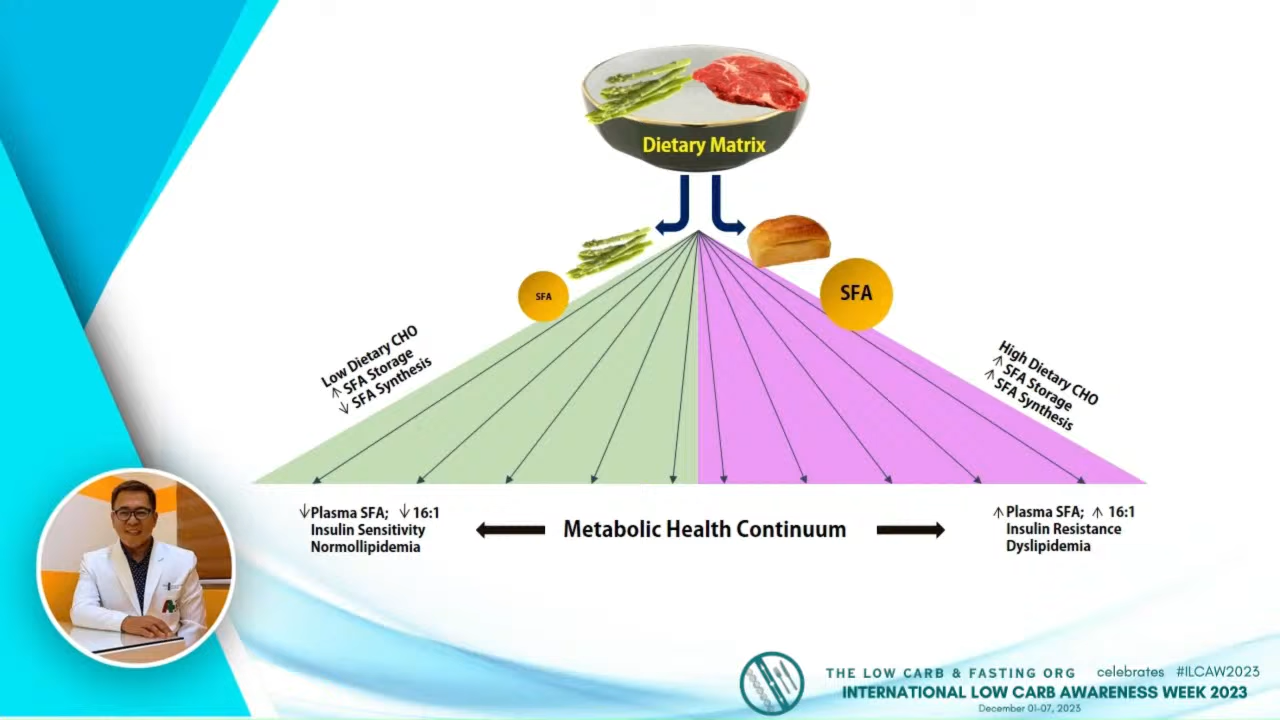 Dietary Matrix
SFA
SFA
Low Dietary CHO
↑ SFA Storage
↓ SFA Synthesis
High Dietary CHO
↑ SFA Storage
↑ SFA Synthesis
↓Plasma SFA; ↓ 16:1
Insulin Sensitivity
Normollipidemia
Metabolic Health Continuum
↑ Plasma SFA; ↑ 16:1
Insulin Resistance
Dyslipidemia
THE LOW CARB & FASTING ORG celebrates #ILCAW2023
INTERNATIONAL LOW CARB AWARENESS WEEK 2023
December 01-07, 2023